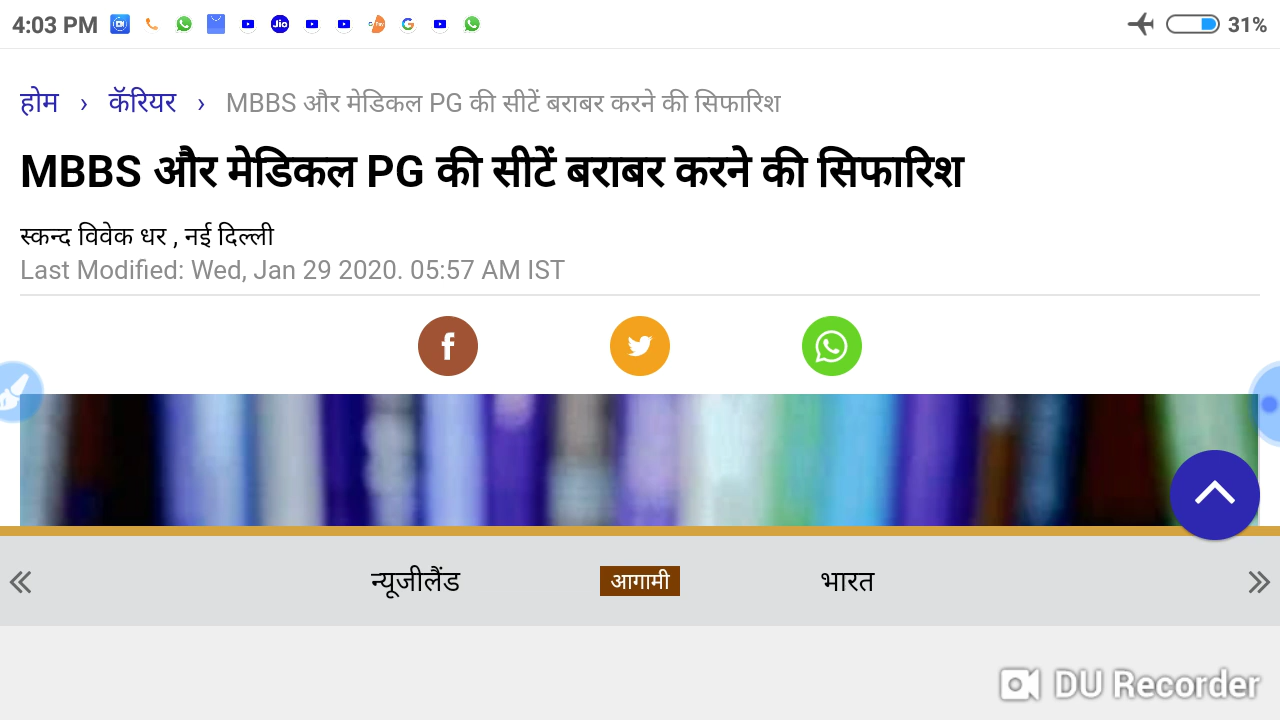 4:03 PM
Jio
31%
होम › कॅरियर › MBBS और मेडिकल PG की सीटें बराबर करने की सिफारिश
MBBS और मेडिकल PG की सीटें बराबर करने की सिफारिश
स्कन्द विवेक धर , नई दिल्ली
Last Modified: Wed, Jan 29 2020. 05:57 AM IST
न्यूजीलैंड आगामी भारत
DU Recorder